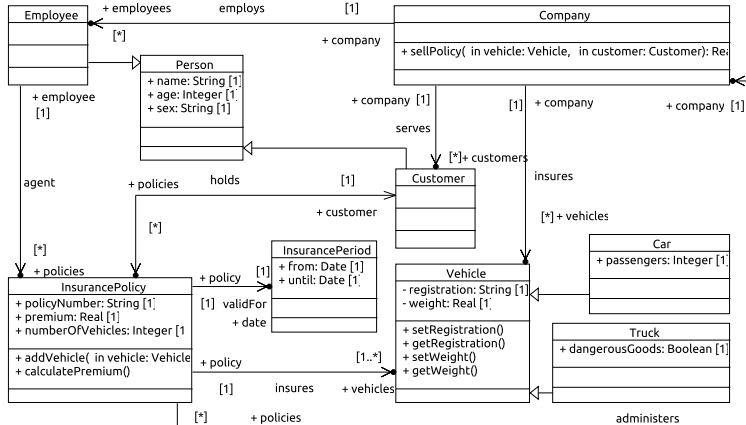 + employees employs [1]
Employee
Company
[*]
+ company
+ sellPolicy( in vehicle: Vehicle, in customer: Customer): Rea
Person
+ name: String [1]
+ age: Integer [1]
+ sex: String [1]
+ employee
[1]
+ company [1]
[1] + company
+ company [1]
serves
[*] + customers
agent
+ policies holds [1]
Customer
insures
+ customer
[*]
[*] + vehicles
[*]
+ policies
InsurancePeriod
+ from: Date [1]
+ until: Date [1]
Car
+ passengers: Integer [1]
InsurancePolicy
+ policyNumber: String [1]
+ premium: Real [1]
+ numberOfVehicles: Integer [1
+ addVehicle( in vehicle: Vehicle
+ calculatePremium()
+ policy [1]
[1] validFor
+ date
Vehicle
- registration: String [1]
- weight: Real [1]
+ setRegistration()
+ getRegistration()
+ setWeight()
+ getWeight()
Truck
+ dangerousGoods: Boolean [1]
+ policy [1..*]
[1] insures + vehicles
[*] + policies
administers